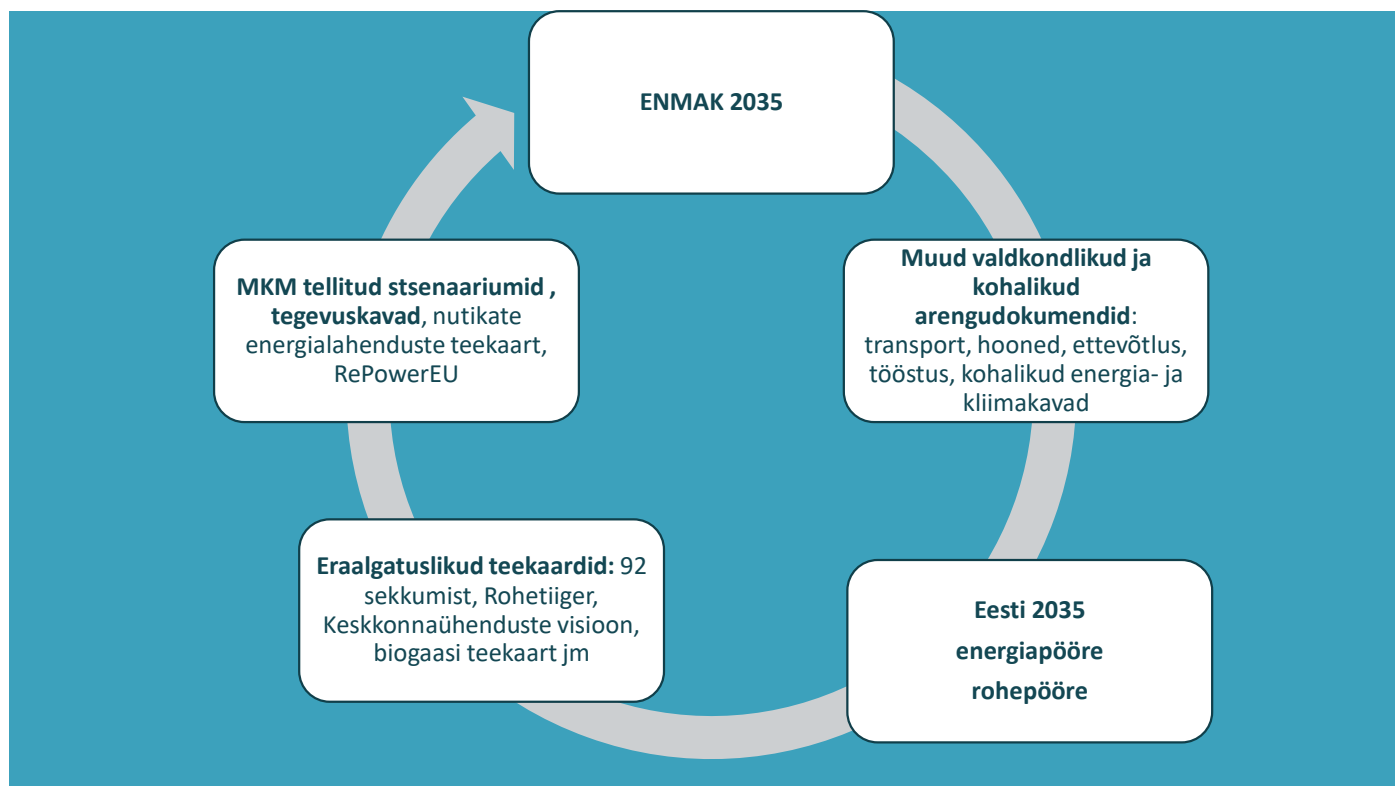 ENMAK 2035
Muud valdkondlikud ja
kohalikud
arengudokumendid:
transport, hooned, ettevõtlus,
tööstus, kohalikud energia- ja
kliimakavad
Eesti 2035
energiapööre
rohepööre
Eraalgatuslikud teekaardid: 92
sekkumist, Rohetiiger,
Keskkonnaühenduste visioon,
biogaasi teekaart jm
MKM tellitud stsenaariumid ,
tegevuskavad, nutikate
energialahenduste teekaart,
RePowerEU